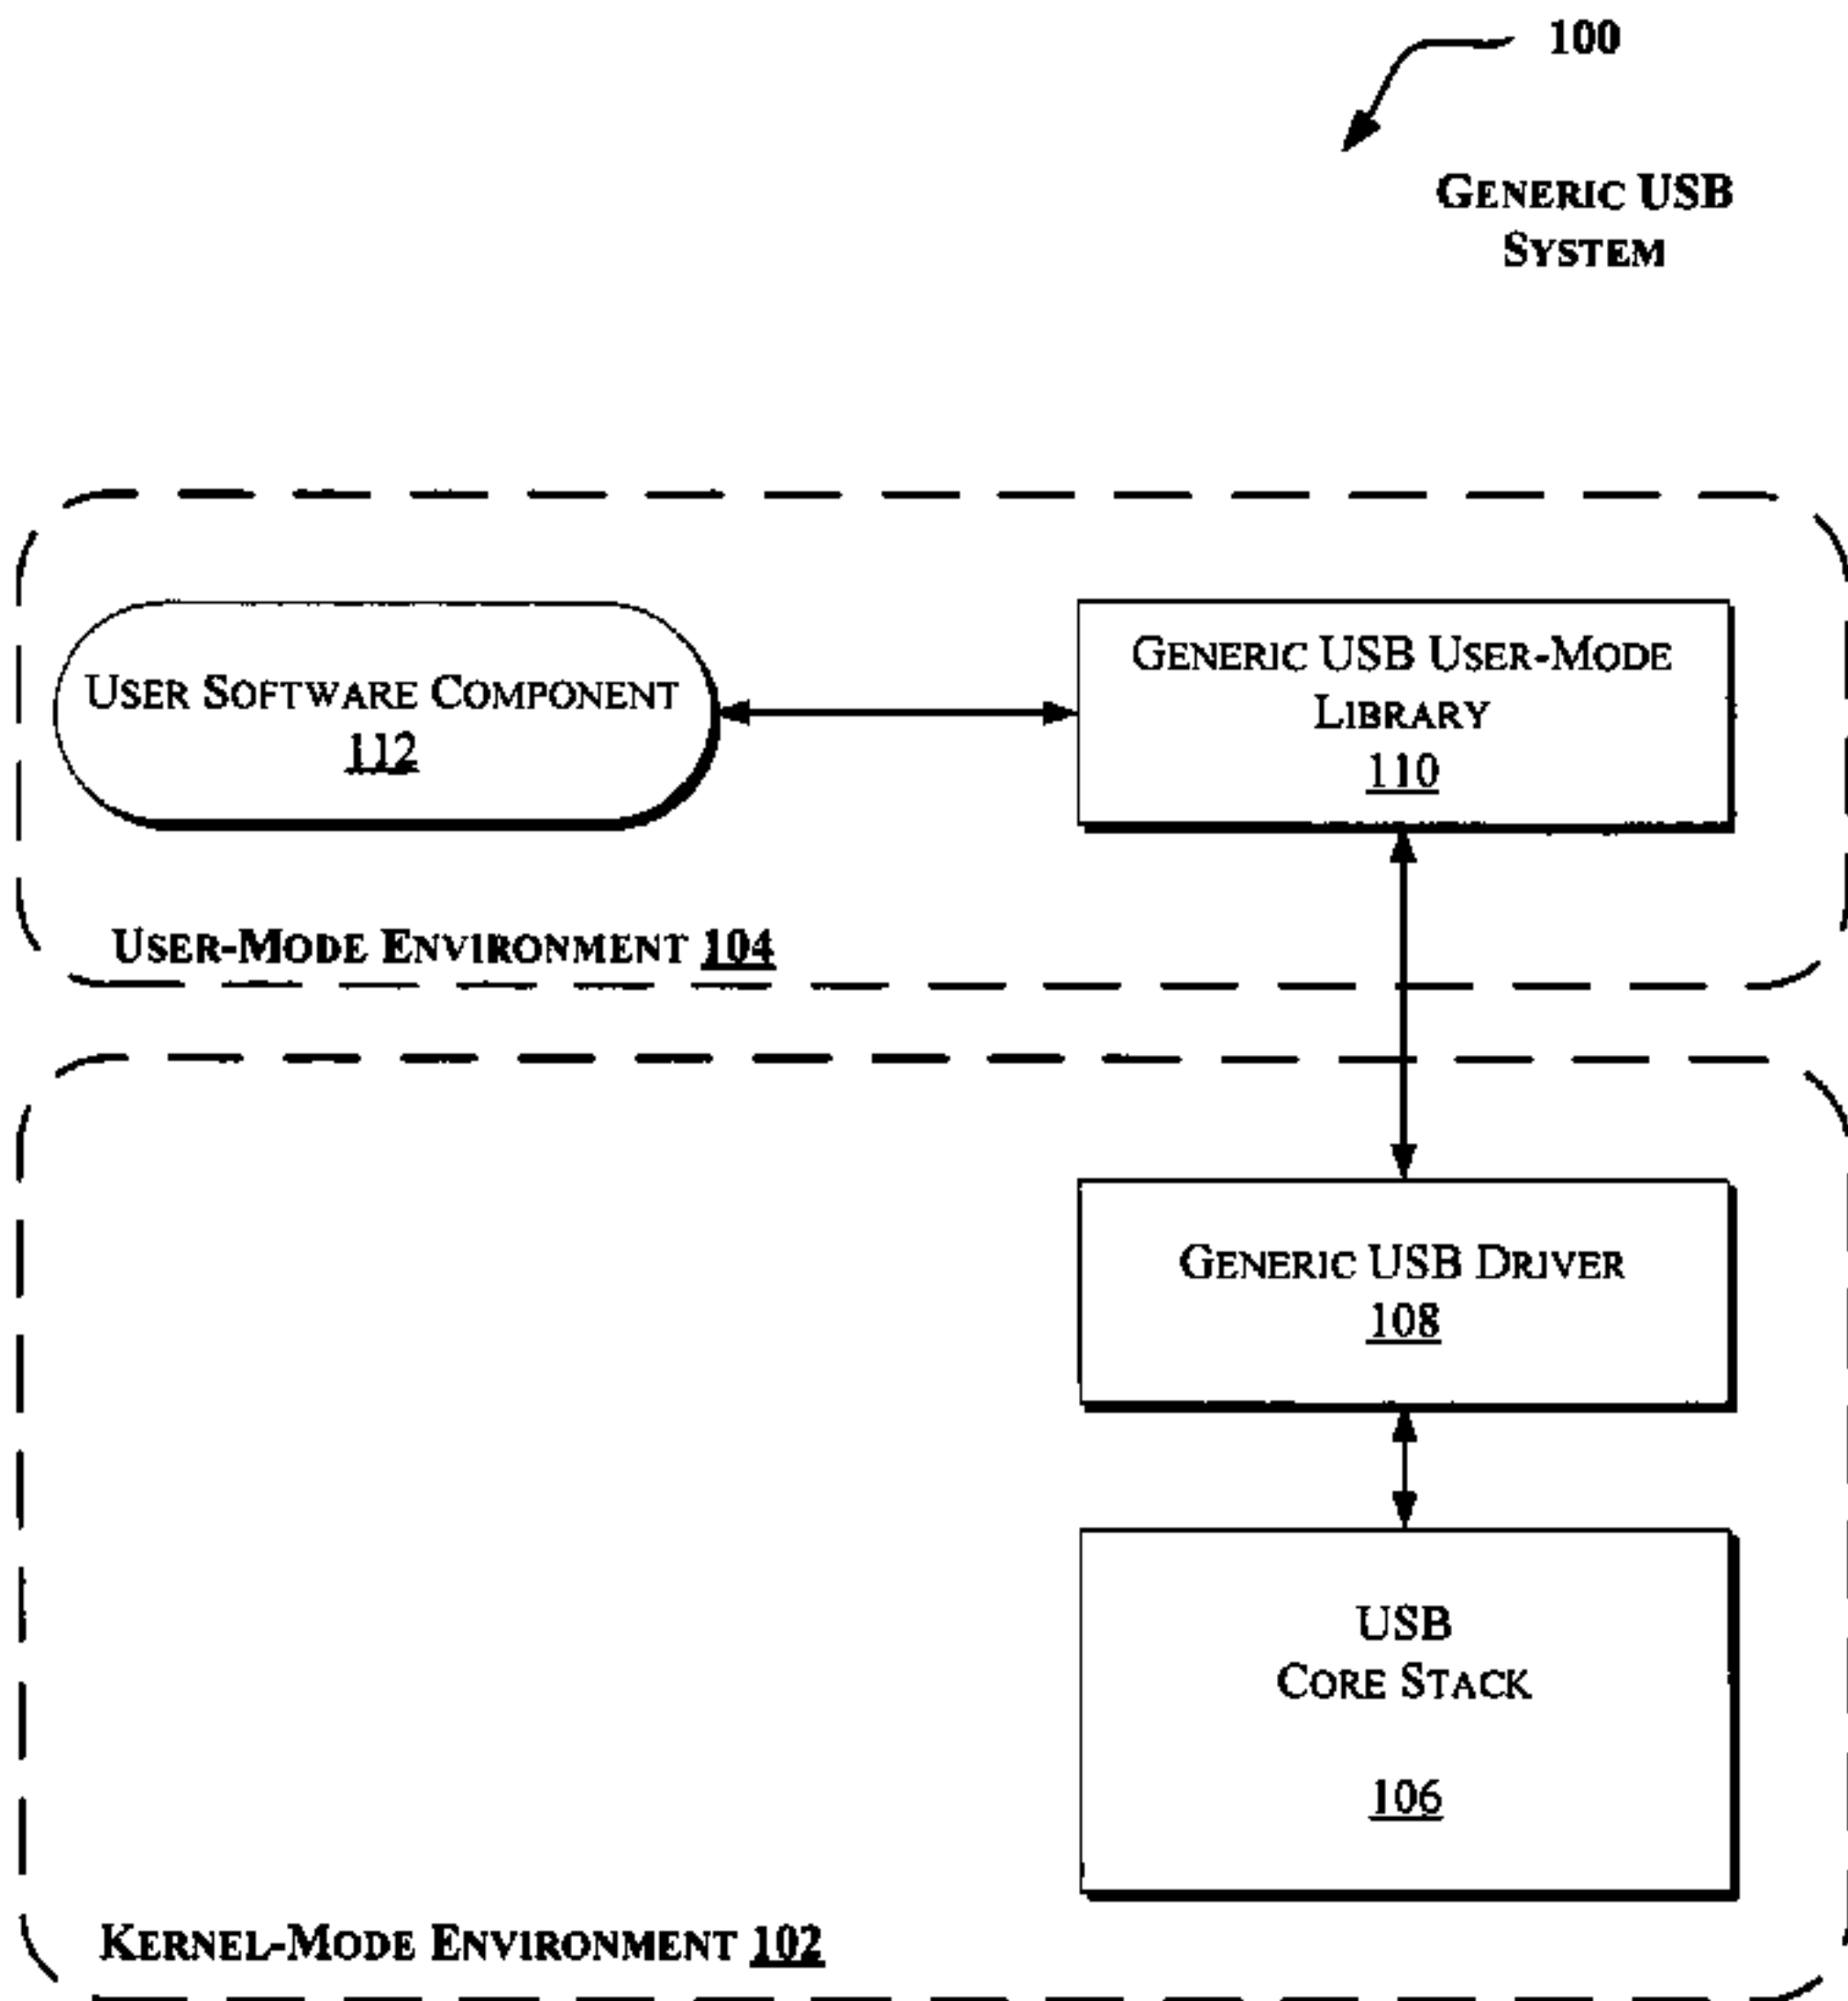 100
GENERIC USB
SYSTEM
USER SOFTWARE COMPONENT
112
GENERIC USB USER-MODE
LIBRARY
110
USER-MODE ENVIRONMENT 104
GENERIC USB DRIVER
108
USB
CORE STACK
106
KERNEL-MODE ENVIRONMENT 102